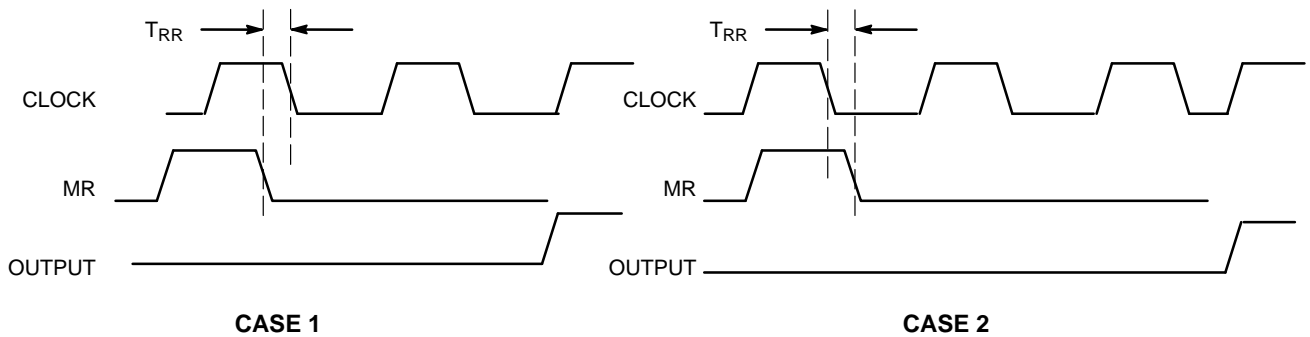 T_RR T_RR
CLOCK CLOCK
MR MR
OUTPUT OUTPUT
CASE 1 CASE 2